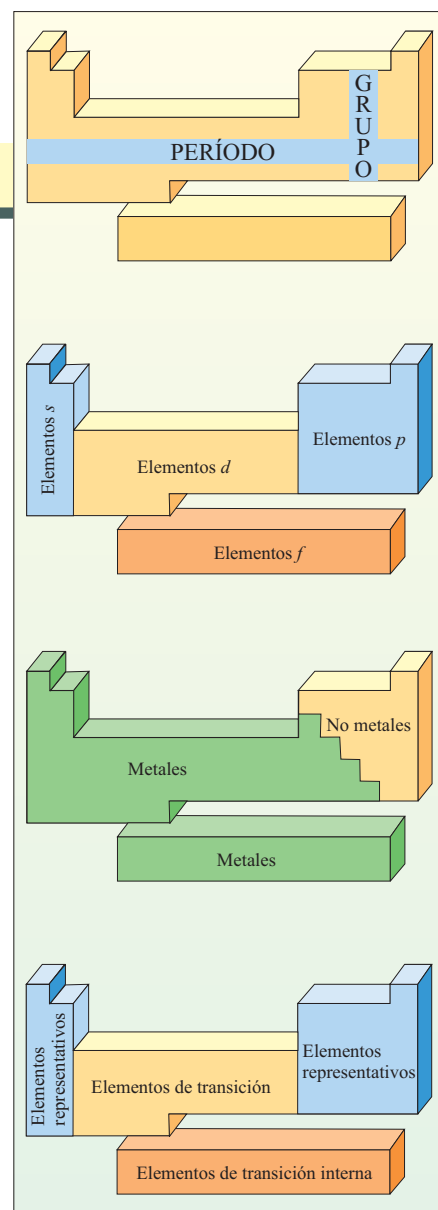 GRUPO
PERÍODO
Elementos s
Elementos d
Elementos p
Elementos f
No metales
Metales
Metales
Elementos
representativos
Elementos de transición
Elementos
representativos
Elementos de transición interna